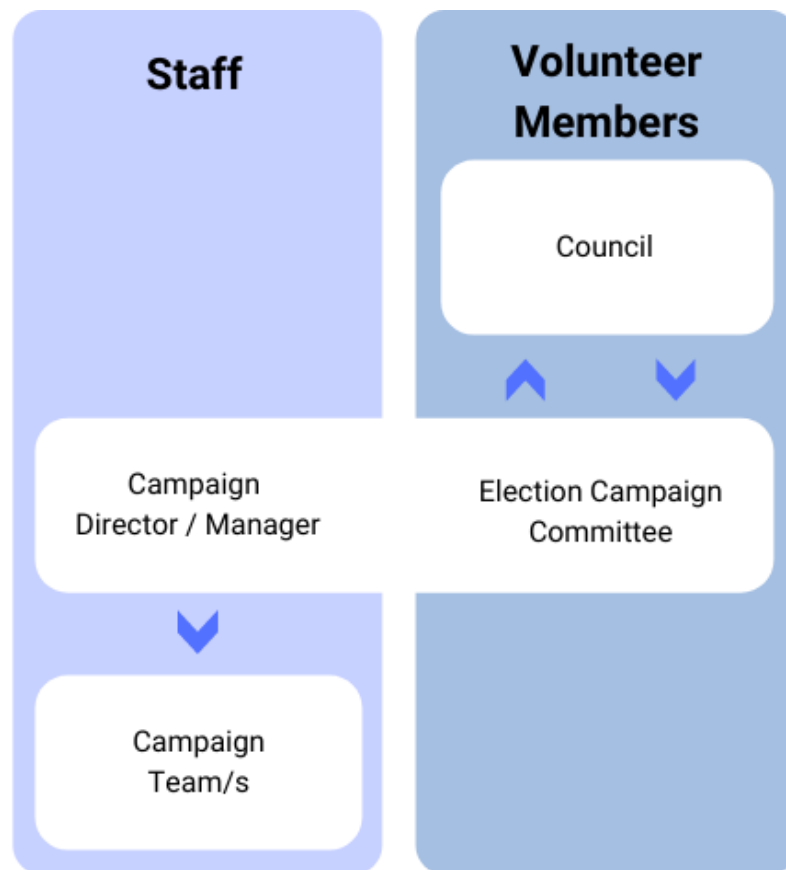 Staff
Volunteer
Members
Council
Campaign
Director / Manager
Election Campaign
Committee
Campaign
Team/s